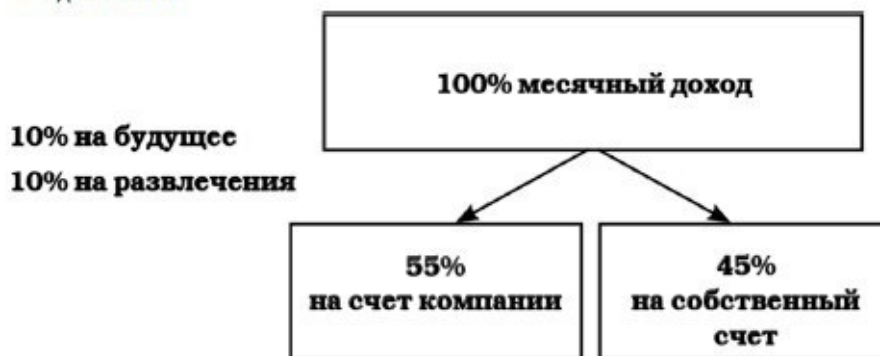 100% месячный доход
10% на будущее
10% на развлечения
55%
на счет компании
45%
на собственный
счет